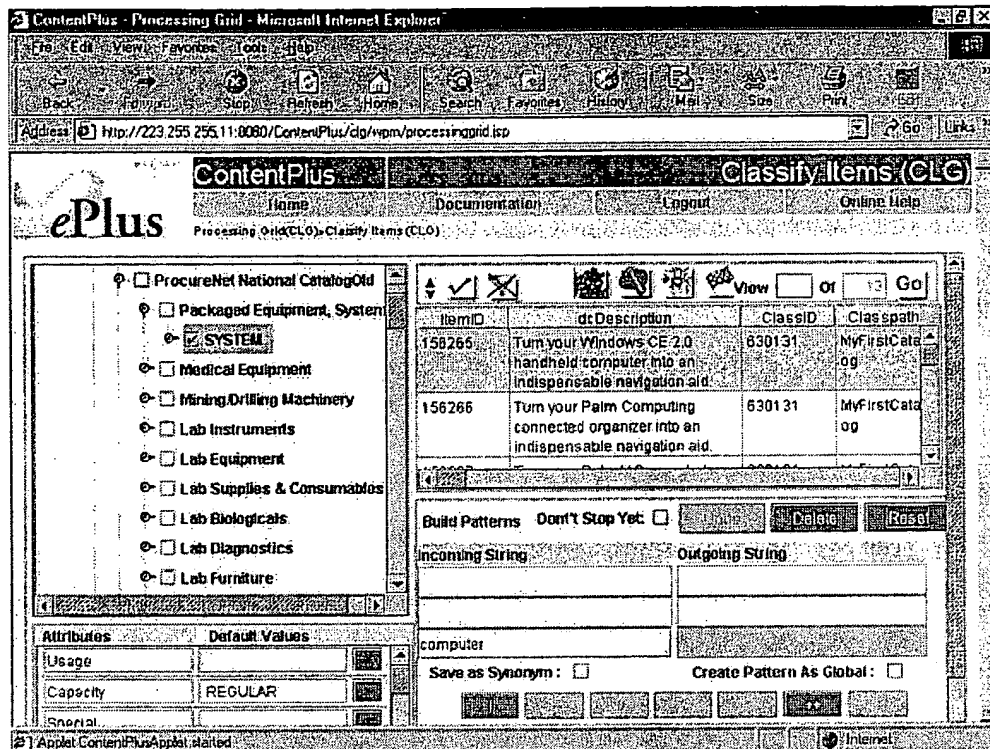 ContentPlus - Processing Grid - Microsoft Internet Explorer
File Edit View Favorites Tools Help
Back Forward Stop Refresh Home Search Favorites History Mail Size Print Edit
Address http://223.255.255.11:8080/ContentPlus/clg/wpm/processinggrid.jsp Go Links
ePlus
ContentPlus Classify Items (CLG)
Home Documentation Logout Online Help
Processing Grid(CLG)>Classify Items (CLG)
ProcureNet National CatalogOld
Packaged Equipment, System
SYSTEM
Medical Equipment
Mining/Drilling Machinery
Lab Instruments
Lab Equipment
Lab Supplies & Consumables
Lab Biologicals
Lab Diagnostics
Lab Furniture
Attributes Default Values
Usage
Capacity REGULAR
Special
View Of 13 Go
ItemID dcDescription ClassID Classpath
156265 Turn your Windows CE 2.0 handheld computer into an indispensable navigation aid. 630131 MyFirstCatalog
156266 Turn your Palm Computing connected organizer into an indispensable navigation aid. 630131 MyFirstCatalog
Build Patterns Don't Stop Yet: Undo Delete Reset
Incoming String Outgoing String
computer
Save as Synonym : Create Pattern As Global :
Applet ContentPlusApplet started Internet